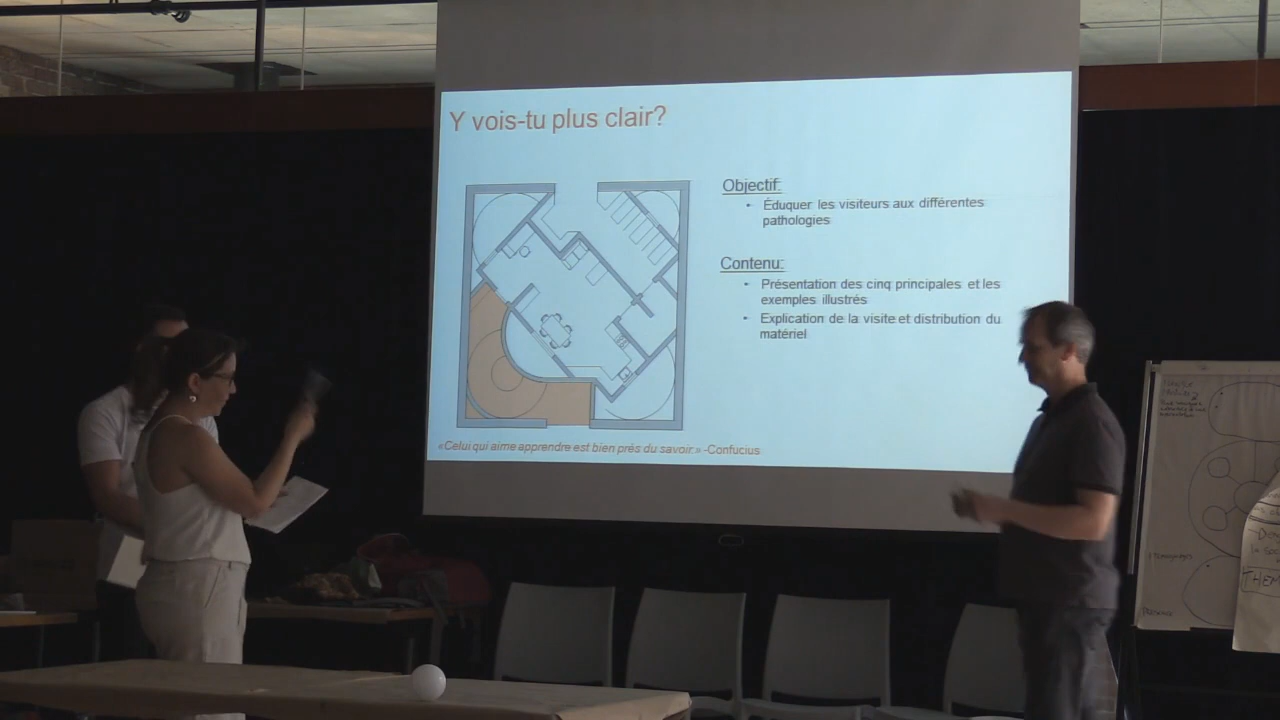 Y vois-tu plus clair?
Objectif:
• Éduquer les visiteurs aux différentes
pathologies
Contenu:
• Présentation des cinq principales et les
exemples illustrés
• Explication de la visite et distribution du
matériel
«Celui qui aime apprendre est bien près du savoir.» -Confucius
THEM